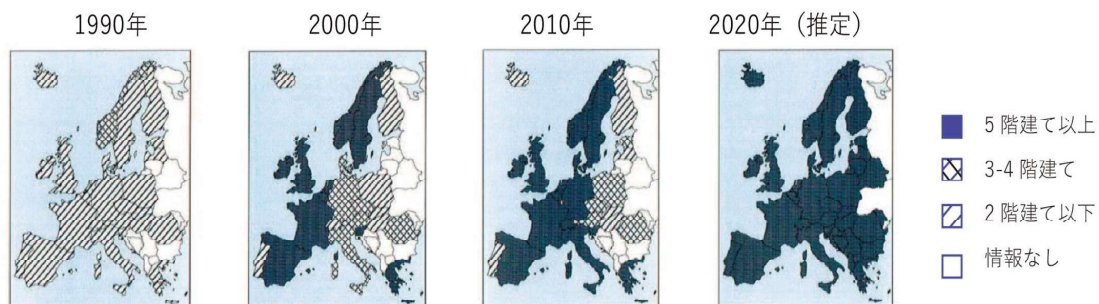 1990年
2000年
2010年
2020年（推定）
5 階建て以上
3-4 階建て
2 階建て以下
情報なし